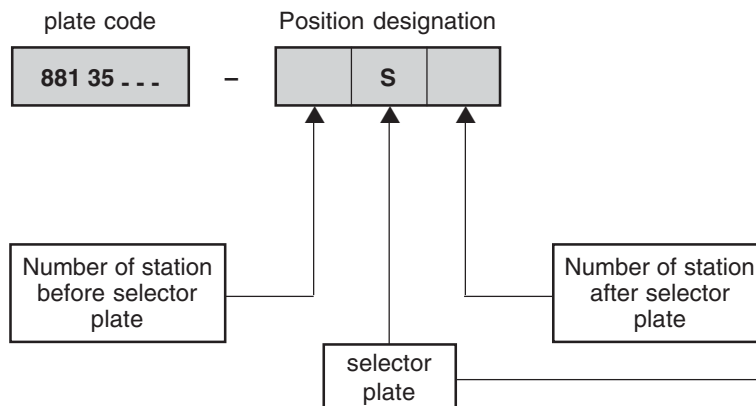 plate code
Position designation
881 35 _ _ _
–
S
Number of station
before selector
plate
Number of station
after selector
plate
selector
plate